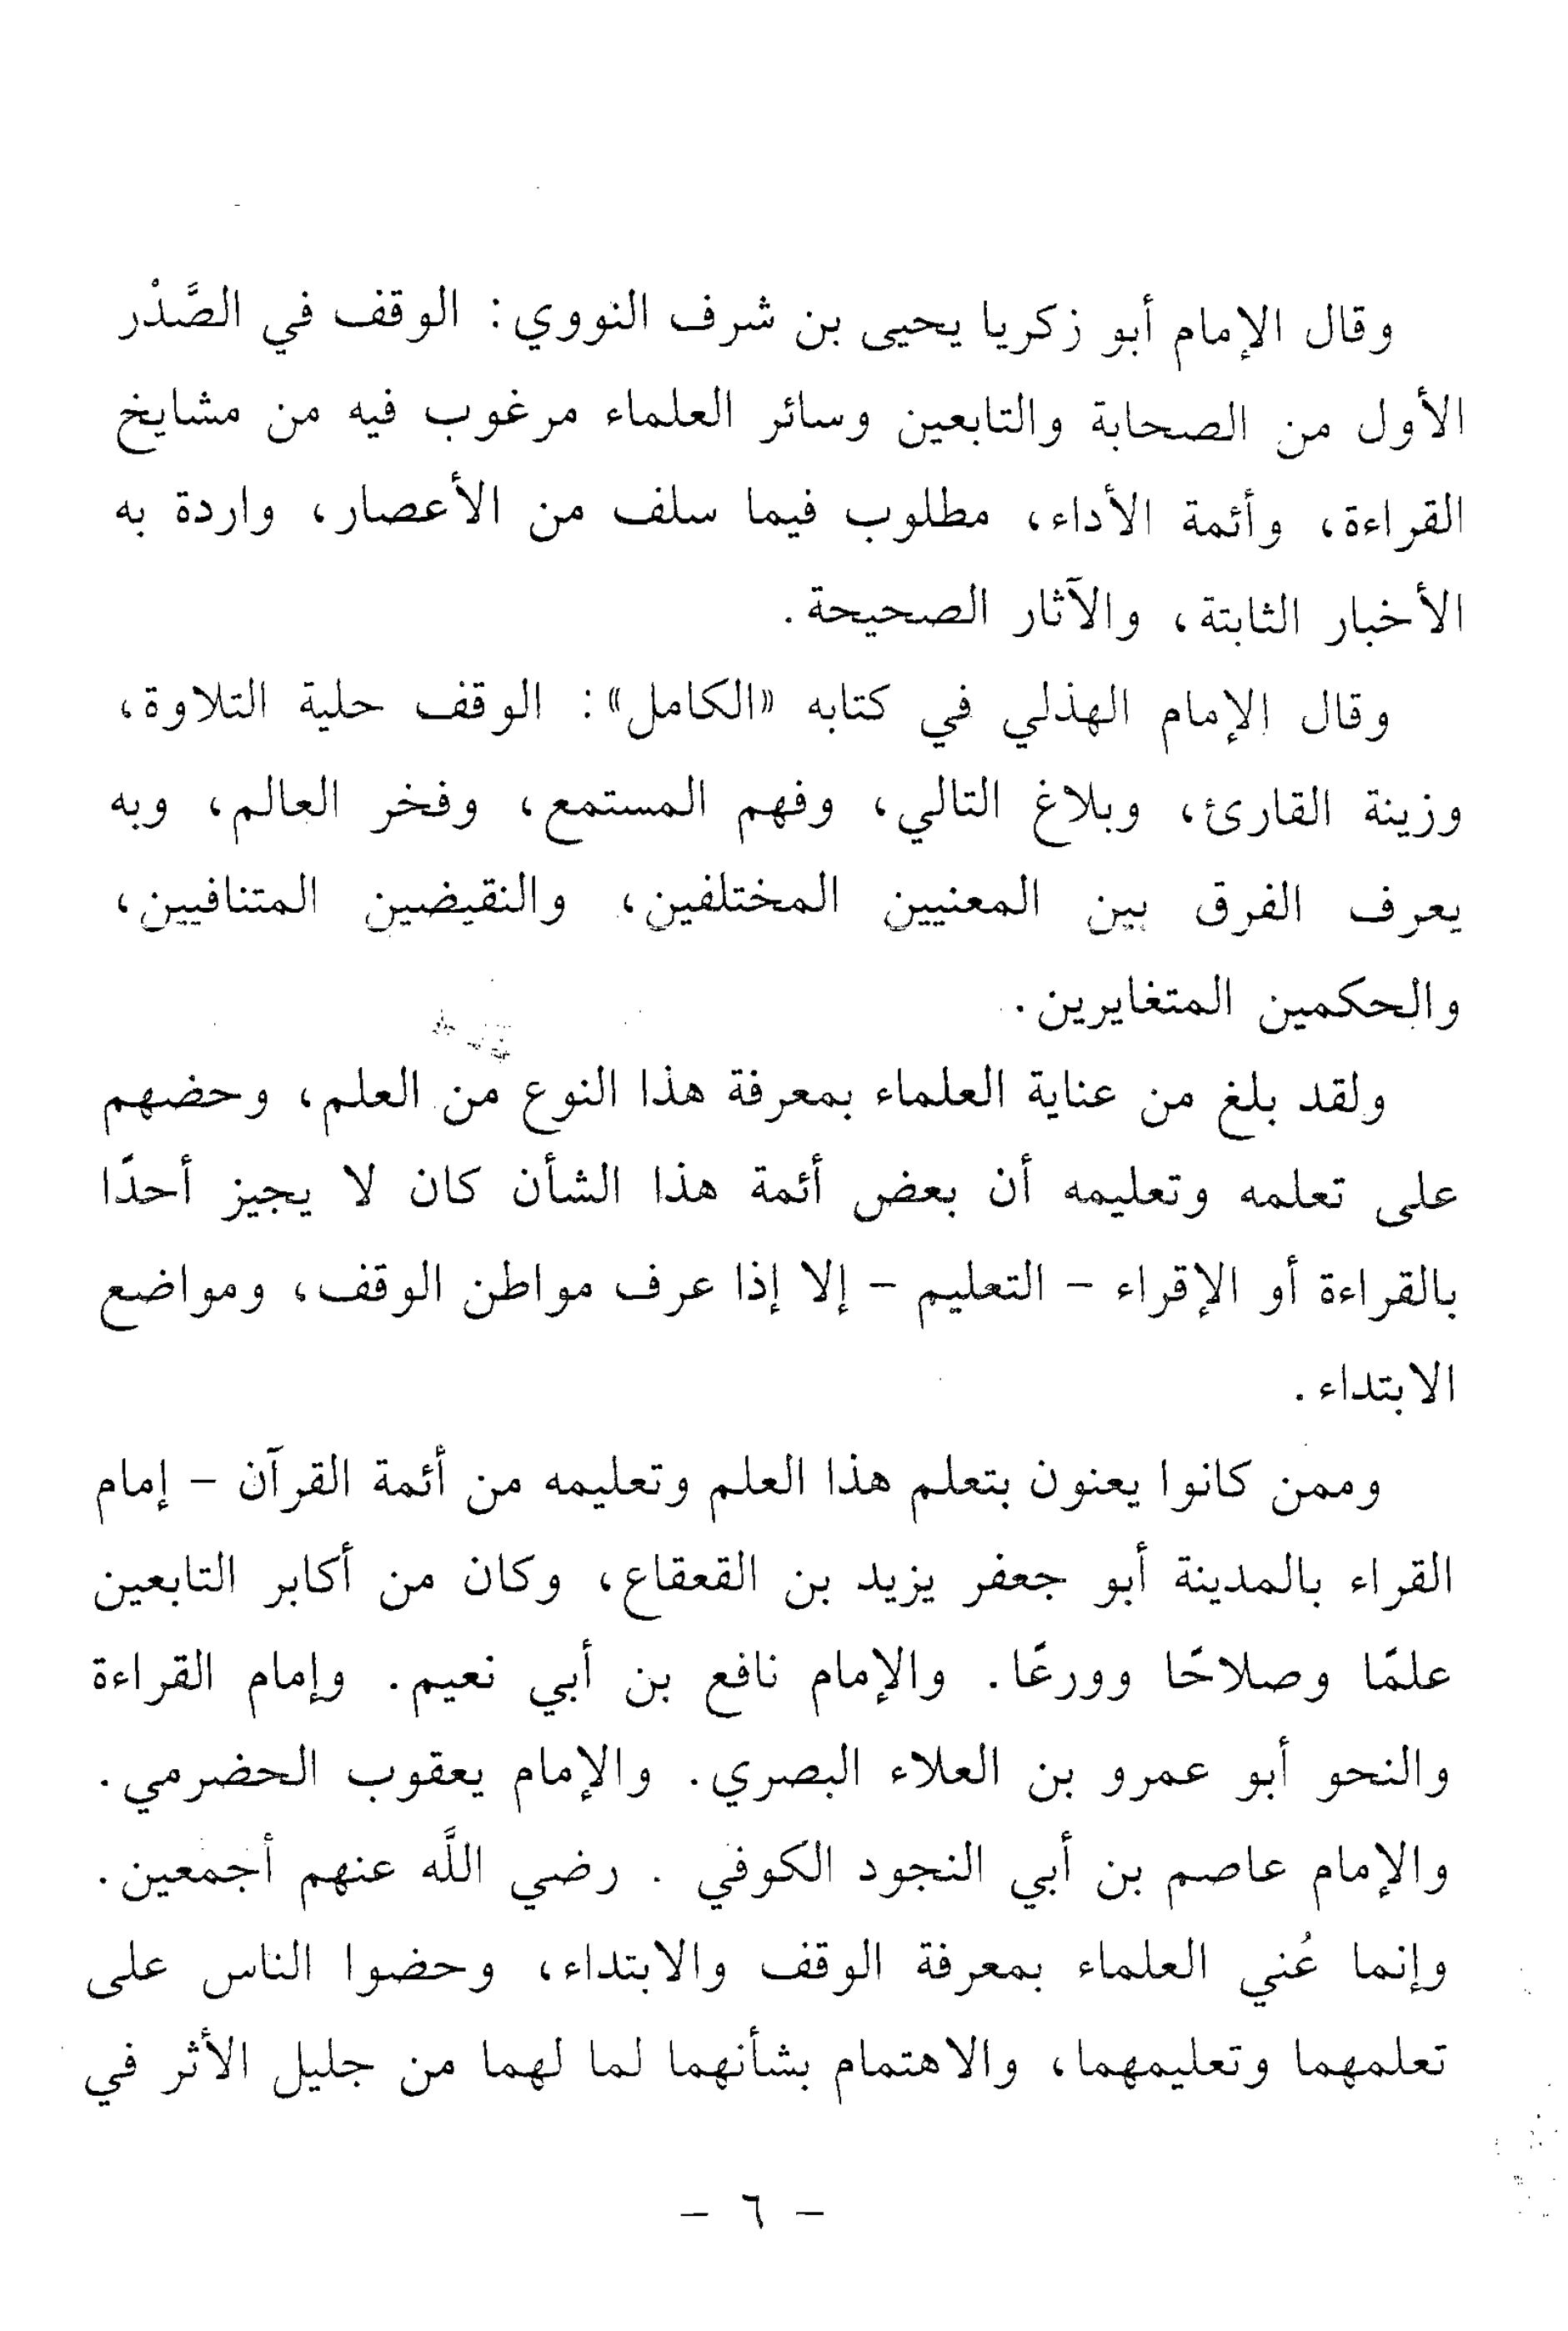 وقال الإمام أبو زكريا يحيى بن شرف النووي: الوقف في الصَّدْر
الأول من الصحابة والتابعين وسائر العلماء مرغوب فيه من مشايخ
القراءة، وأئمة الأداء، مطلوب فيما سلف من الأعصار، واردة به
الأخبار الثابتة، والآثار الصحيحة.
وقال الإمام الهذلي في كتابه «الكامل»: الوقف حلية التلاوة،
وزينة القارئ، وبلاغ التالي، وفهم المستمع، وفخر العالم، وبه
يعرف الفرق بين المعنيين المختلفين، والنقيضين المتنافيين،
والحكمين المتغايرين.
ولقد بلغ من عناية العلماء بمعرفة هذا النوع من العلم، وحضهم
على تعلمه وتعليمه أن بعض أئمة هذا الشأن كان لا يجيز أحدًا
بالقراءة أو الإقراء - التعليم - إلا إذا عرف مواطن الوقف، ومواضع
الابتداء.
وممن كانوا يعنون بتعلم هذا العلم وتعليمه من أئمة القرآن - إمام
القراء بالمدينة أبو جعفر يزيد بن القعقاع، وكان من أكابر التابعين
علمًا وصلاحًا وورعًا. والإمام نافع بن أبي نعيم. وإمام القراءة
والنحو أبو عمرو بن العلاء البصري. والإمام يعقوب الحضرمي.
والإمام عاصم بن أبي النجود الكوفي . رضي اللَّه عنهم أجمعين.
وإنما عُني العلماء بمعرفة الوقف والابتداء، وحضوا الناس على
تعلمهما وتعليمهما، والاهتمام بشأنهما لما لهما من جليل الأثر في
- ٦ -